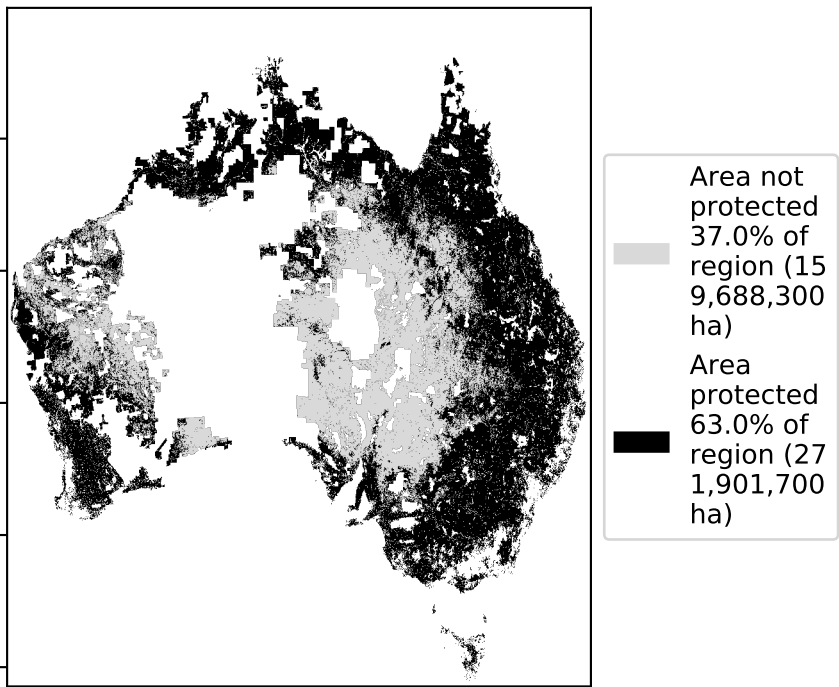 Area not
protected
37.0% of
region (15
9,688,300
ha)
Area
protected
63.0% of
region (27
1,901,700
ha)